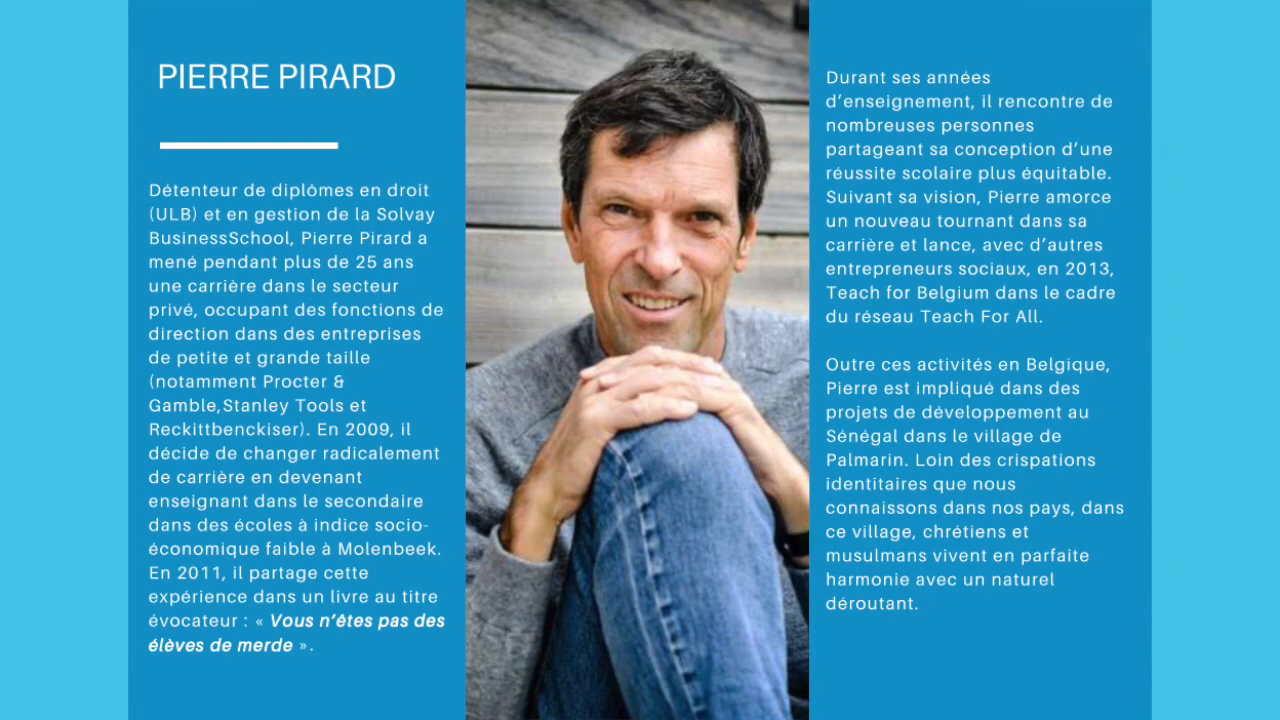 PIERRE PIRARD
Détenteur de diplômes en droit
(ULB) et en gestion de la Solvay
BusinessSchool, Pierre Pirard a
mené pendant plus de 25 ans
une carrière dans le secteur
privé, occupant des fonctions de
direction dans des entreprises
de petite et grande taille
(notamment Procter &
Gamble,Stanley Tools et
Reckittbenckiser). En 2009, il
décide de changer radicalement
de carrière en devenant
enseignant dans le secondaire
dans des écoles à indice socio-
économique faible à Molenbeek.
En 2011, il partage cette
expérience dans un livre au titre
évocateur : « Vous n’êtes pas des
élèves de merde ».
Durant ses années
d’enseignement, il rencontre de
nombreuses personnes
partageant sa conception d’une
réussite scolaire plus équitable.
Suivant sa vision, Pierre amorce
un nouveau tournant dans sa
carrière et lance, avec d’autres
entrepreneurs sociaux, en 2013,
Teach for Belgium dans le cadre
du réseau Teach For All.
Outre ces activités en Belgique,
Pierre est impliqué dans des
projets de développement au
Sénégal dans le village de
Palmarin. Loin des crispations
identitaires que nous
connaissons dans nos pays, dans
ce village, chrétiens et
musulmans vivent en parfaite
harmonie avec un naturel
déroutant.